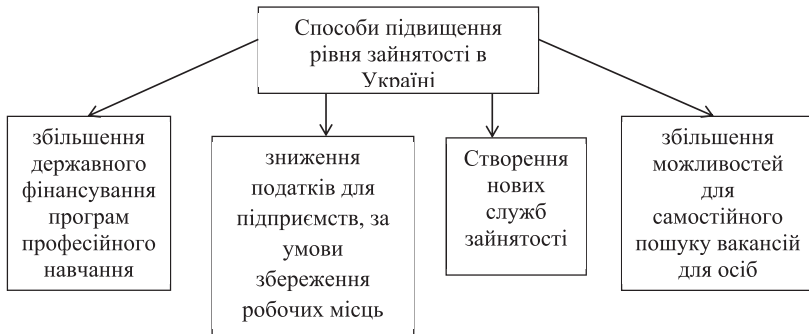 Способи підвищення
рівня зайнятості в
Україні
збільшення
державного
фінансування
програм
професійного
навчання
зниження
податків для
підприємств, за
умови
збереження
робочих місць
Створення
нових
служб
зайнятості
збільшення
можливостей
для
самостійного
пошуку вакансій
для осіб